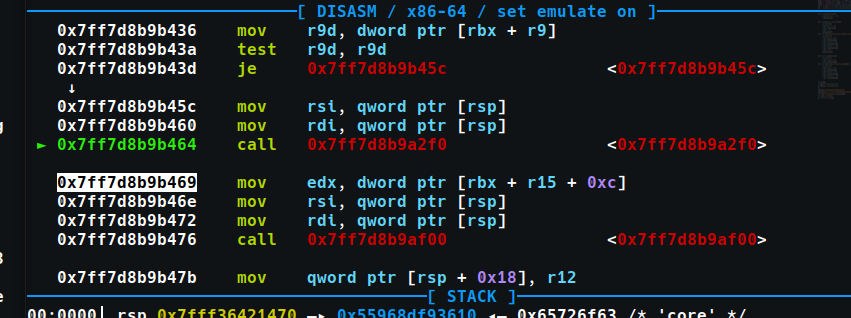 [ DISASM / x86-64 / set emulate on ]
0x7ff7d8b9b436 mov r9d, dword ptr [rbx + r9]
0x7ff7d8b9b43a test r9d, r9d
0x7ff7d8b9b43d je 0x7ff7d8b9b45c <0x7ff7d8b9b45c>
↓
0x7ff7d8b9b45c mov rsi, qword ptr [rsp]
0x7ff7d8b9b460 mov rdi, qword ptr [rsp]
► 0x7ff7d8b9b464 call 0x7ff7d8b9a2f0 <0x7ff7d8b9a2f0>
0x7ff7d8b9b469 mov edx, dword ptr [rbx + r15 + 0xc]
0x7ff7d8b9b46e mov rsi, qword ptr [rsp]
0x7ff7d8b9b472 mov rdi, qword ptr [rsp]
0x7ff7d8b9b476 call 0x7ff7d8b9af00 <0x7ff7d8b9af00>
0x7ff7d8b9b47b mov qword ptr [rsp + 0x18], r12
[ STACK ]
00:0000│ rsp 0x7fff36421470 —▸ 0x55968df93610 ◂— 0x65726f63 /* 'core' */